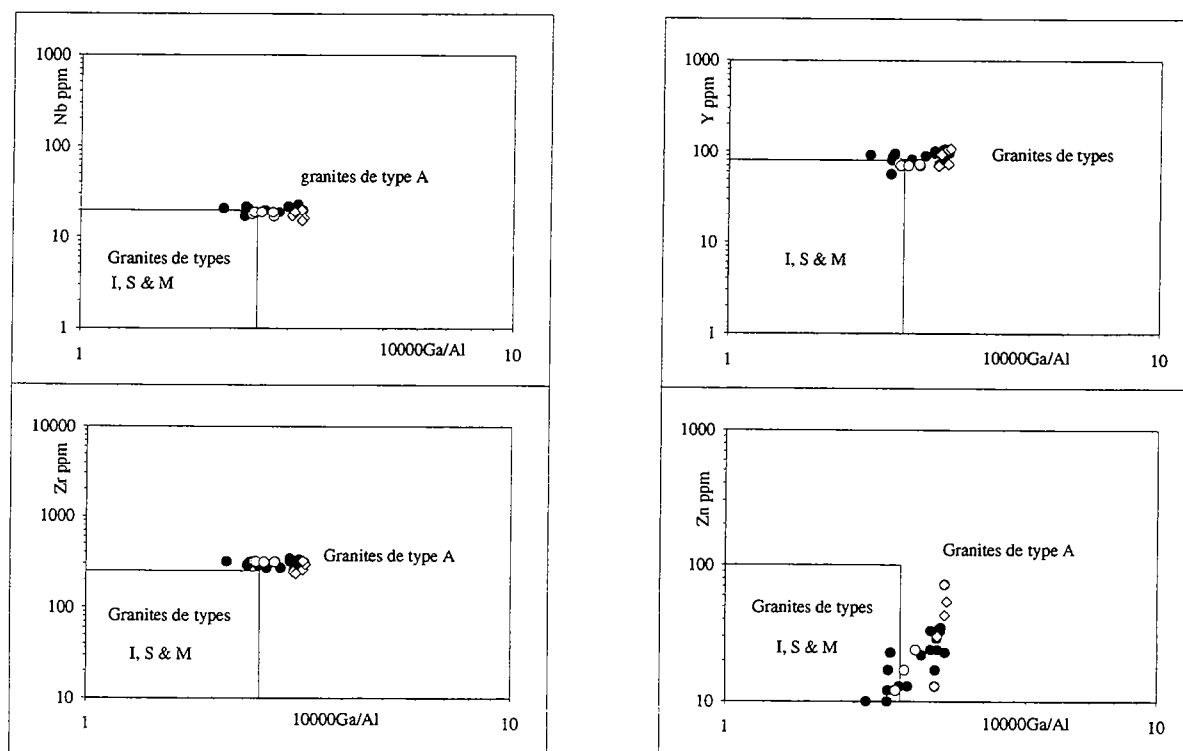 1000
100
10
1
Nb ppm
granites de type A
Granites de types
I, S & M
1
10000Ga/Al
10
1000
100
10
1
Y ppm
Granites de types
I, S & M
1
10000Ga/Al
10
10000
1000
100
10
Zr ppm
Granites de type A
Granites de types
I, S & M
1
10000Ga/Al
10
1000
100
10
Zn ppm
Granites de type A
Granites de types
I, S & M
1
10000Ga/Al
10